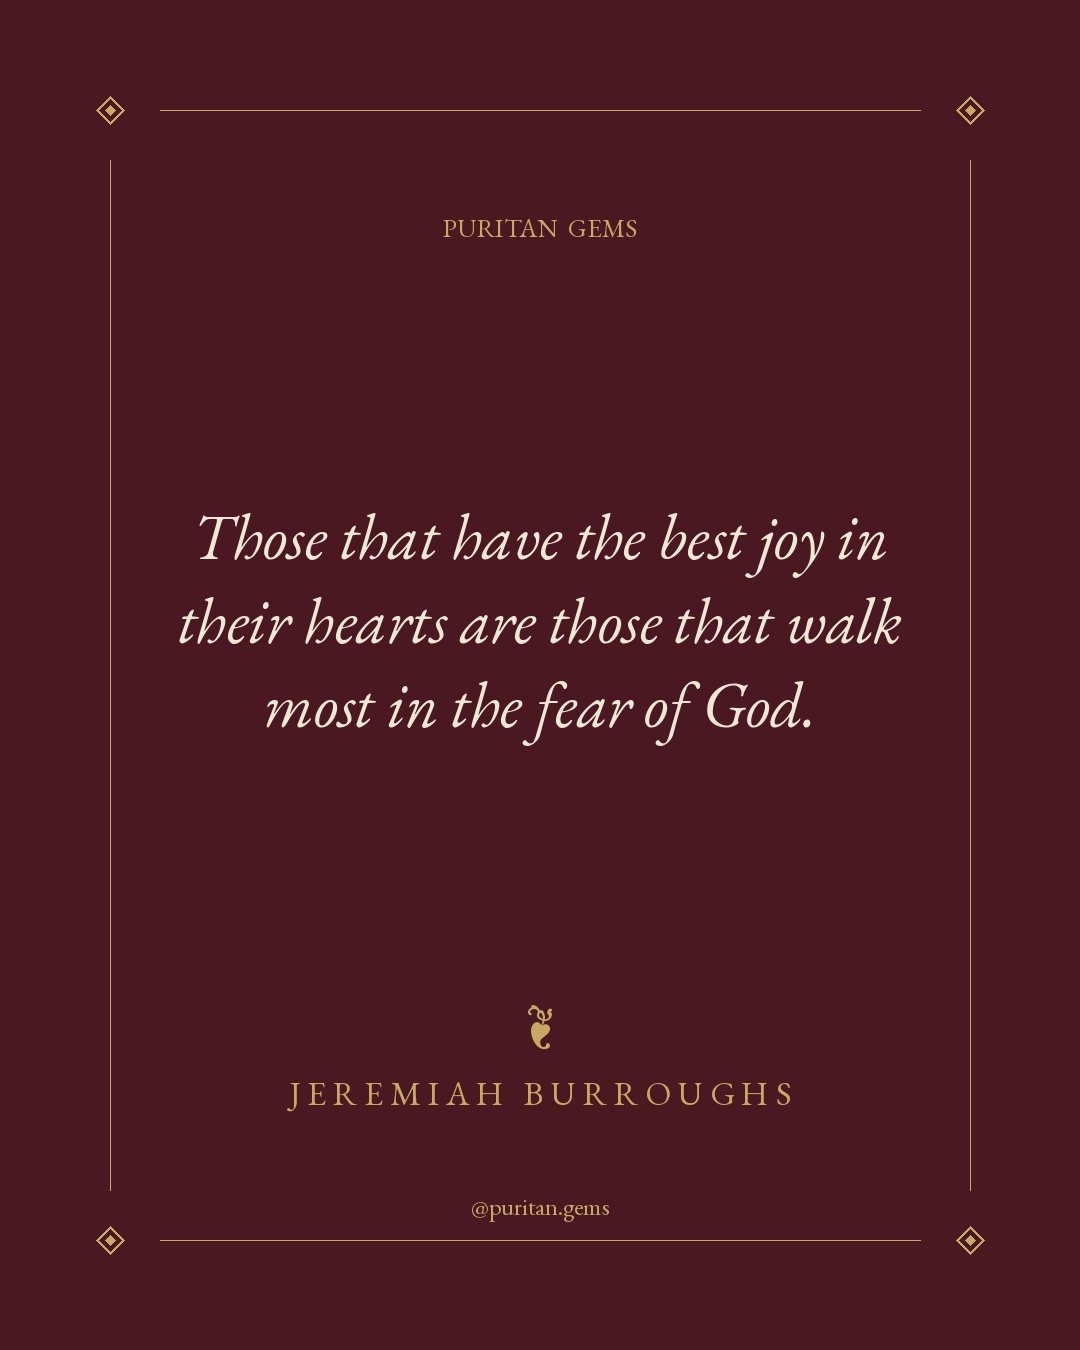 PURITAN GEMS
Those that have the best joy in
their hearts are those that walk
most in the fear of God.
JEREMIAH BURROUGHS
@puritan.gems